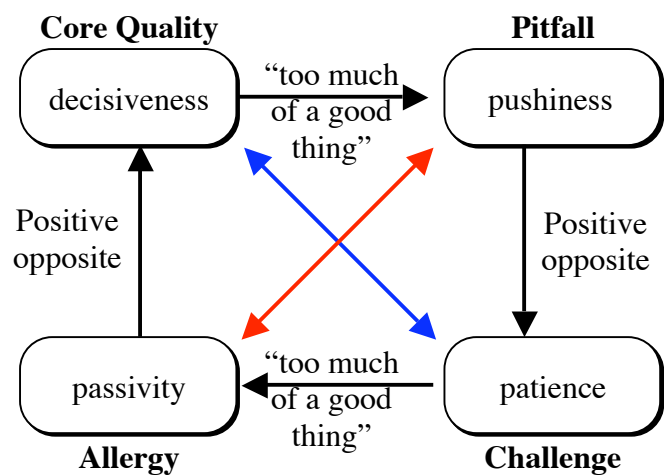 Core Quality
Pitfall
decisiveness
“too much
of a good
thing”
pushiness
Positive
opposite
Positive
opposite
passivity
“too much
of a good
thing”
patience
Allergy
Challenge